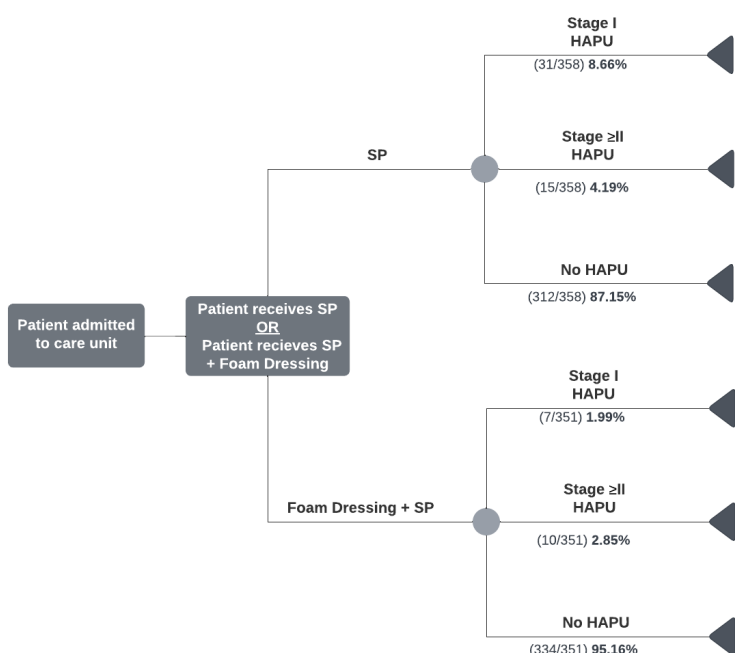 Stage I
HAPU
(31/358) 8.66%
SP
Stage ≥II
HAPU
(15/358) 4.19%
No HAPU
(312/358) 87.15%
Patient admitted
to care unit
Patient receives SP
OR
Patient recieves SP
+ Foam Dressing
Stage I
HAPU
(7/351) 1.99%
Foam Dressing + SP
Stage ≥II
HAPU
(10/351) 2.85%
No HAPU
(334/351) 95.16%